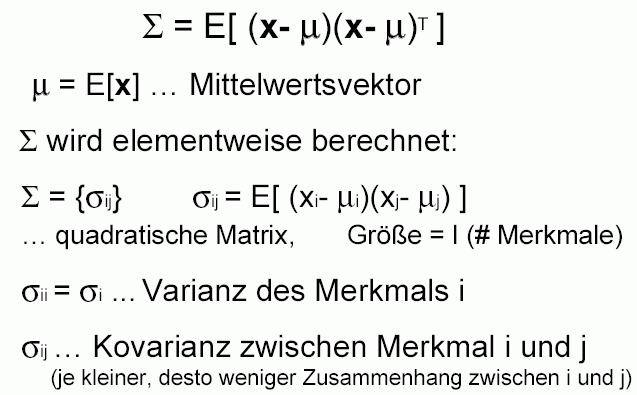 Σ = E[ (x- μ)(x- μ)ᵀ ]
μ = E[x] … Mittelwertsvektor
Σ wird elementweise berechnet:
Σ = {σij} σij = E[ (xi- μi)(xj- μj) ]
… quadratische Matrix, Größe = l (# Merkmale)
σii = σi ... Varianz des Merkmals i
σij … Kovarianz zwischen Merkmal i und j
(je kleiner, desto weniger Zusammenhang zwischen i und j)